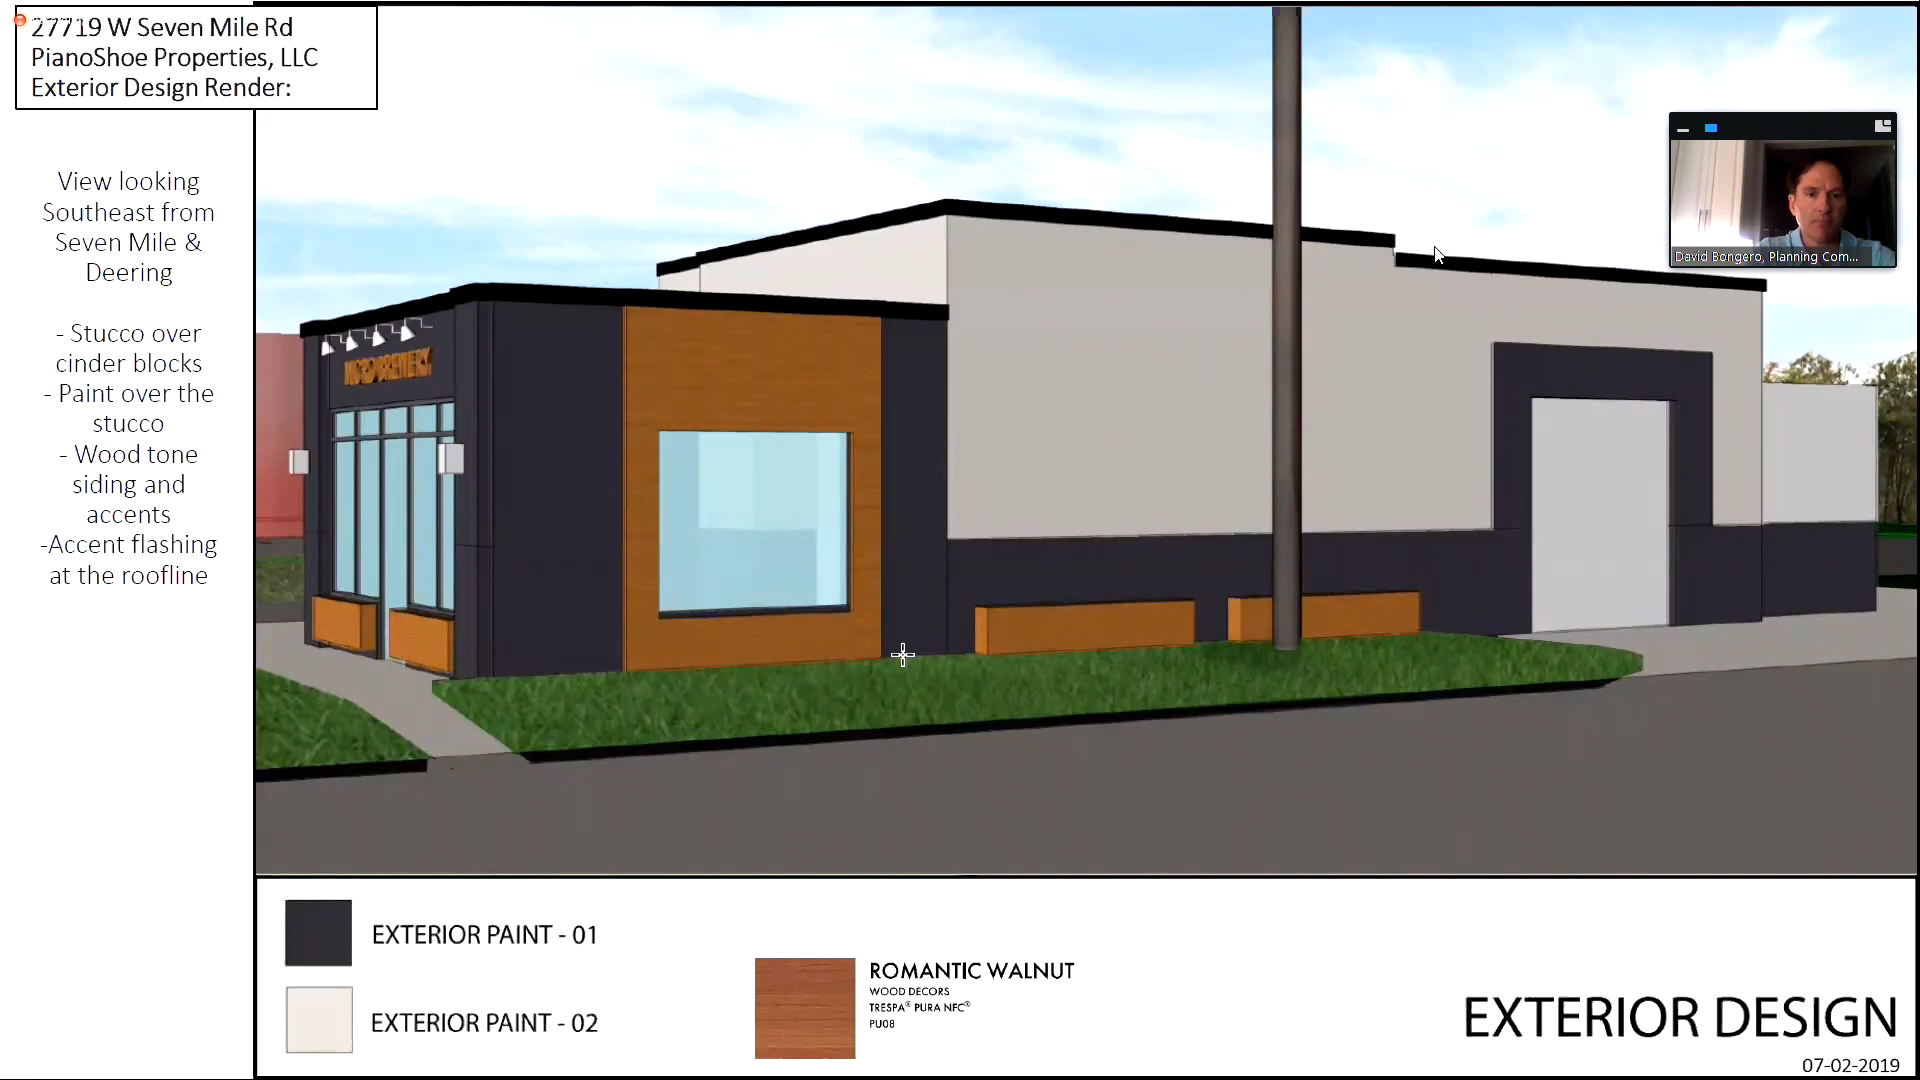 27719 W Seven Mile Rd
PianoShoe Properties, LLC
Exterior Design Render:
View looking
Southeast from
Seven Mile &
Deering
- Stucco over
cinder blocks
- Paint over the
stucco
- Wood tone
siding and
accents
-Accent flashing
at the roofline
MICROBREWERY
David Bongero, Planning Com...
EXTERIOR PAINT - 01
EXTERIOR PAINT - 02
ROMANTIC WALNUT
WOOD DECORS
TRESPA® PURA NFC®
PU08
EXTERIOR DESIGN
07-02-2019